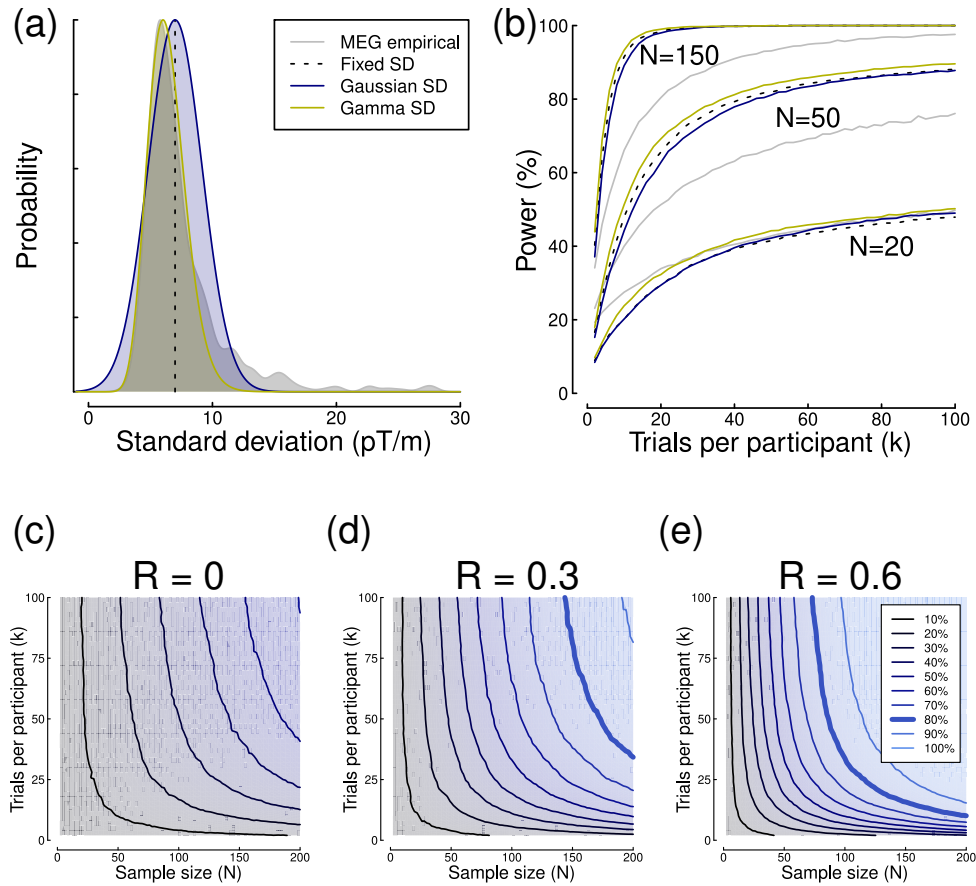 (a)
MEG empirical
Fixed SD
Gaussian SD
Gamma SD
Probability
0
10
20
30
Standard deviation (pT/m)
(b)
100
80
60
40
20
0
Power (%)
N=150
N=50
N=20
0
20
40
60
80
100
Trials per participant (k)
(c)
R = 0
100
75
50
25
0
Trials per participant (k)
0
50
100
150
200
Sample size (N)
(d)
R = 0.3
100
75
50
25
0
Trials per participant (k)
0
50
100
150
200
Sample size (N)
(e)
R = 0.6
100
75
50
25
0
Trials per participant (k)
10%
20%
30%
40%
50%
60%
70%
80%
90%
100%
0
50
100
150
200
Sample size (N)